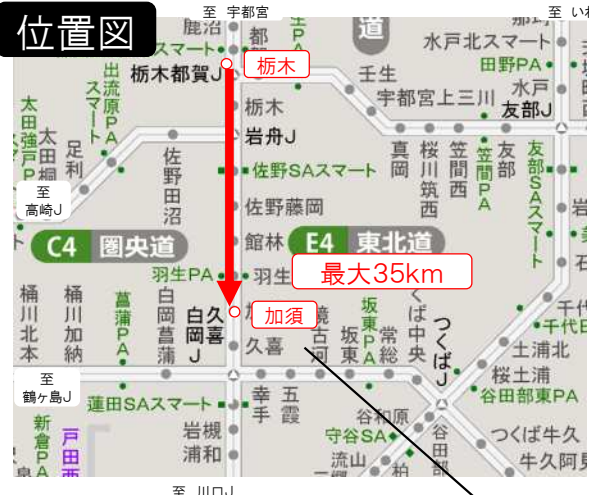 位置図
至 宇都宮
鹿沼
スマート
水戸北スマート
田野PA
栃木
栃木都賀J
壬生
宇都宮上三川
水戸
友部J
出流原PA
スマート
栃木
岩舟J
太田強戸PA
太田桐
足利
佐野田沼
佐野SAスマート
真岡
桜川筑西
笠間西
笠間PA
友部
友部SAスマート
至
高崎J
佐野藤岡
C4 圏央道
館林
E4 東北道
羽生PA
羽生
最大35km
加須
桶川北本
桶川加納
菖蒲PA
白岡菖蒲
久喜
白岡J
久喜
境古河
坂東
坂東PA
常総
つくば中央
つくばJ
千代田
土浦北
桜土浦
谷田部東PA
至
鶴ヶ島J
蓮田SAスマート
幸手
五霞
谷和原
守谷SA
谷田部
つくば牛久
牛久阿見
新倉PA
戸田西
岩槻
浦和
流山
柏
至 川口J